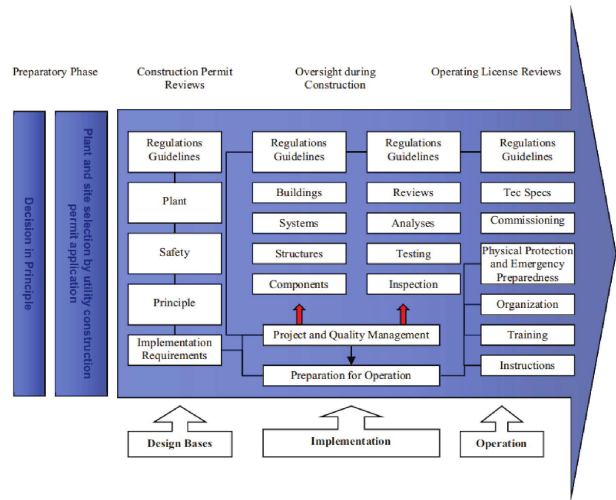 Preparatory Phase
Construction Permit
Reviews
Oversight during
Construction
Operating License Reviews
Decision in Principle
Plant and site selection by utility construction
permit application
Regulations
Guidelines
Plant
Safety
Principle
Implementation
Requirements
Regulations
Guidelines
Buildings
Systems
Structures
Components
Regulations
Guidelines
Reviews
Analyses
Testing
Inspection
Project and Quality Management
Preparation for Operation
Regulations
Guidelines
Tec Specs
Commissioning
Physical Protection
and Emergency
Preparedness
Organization
Training
Instructions
Design Bases
Implementation
Operation